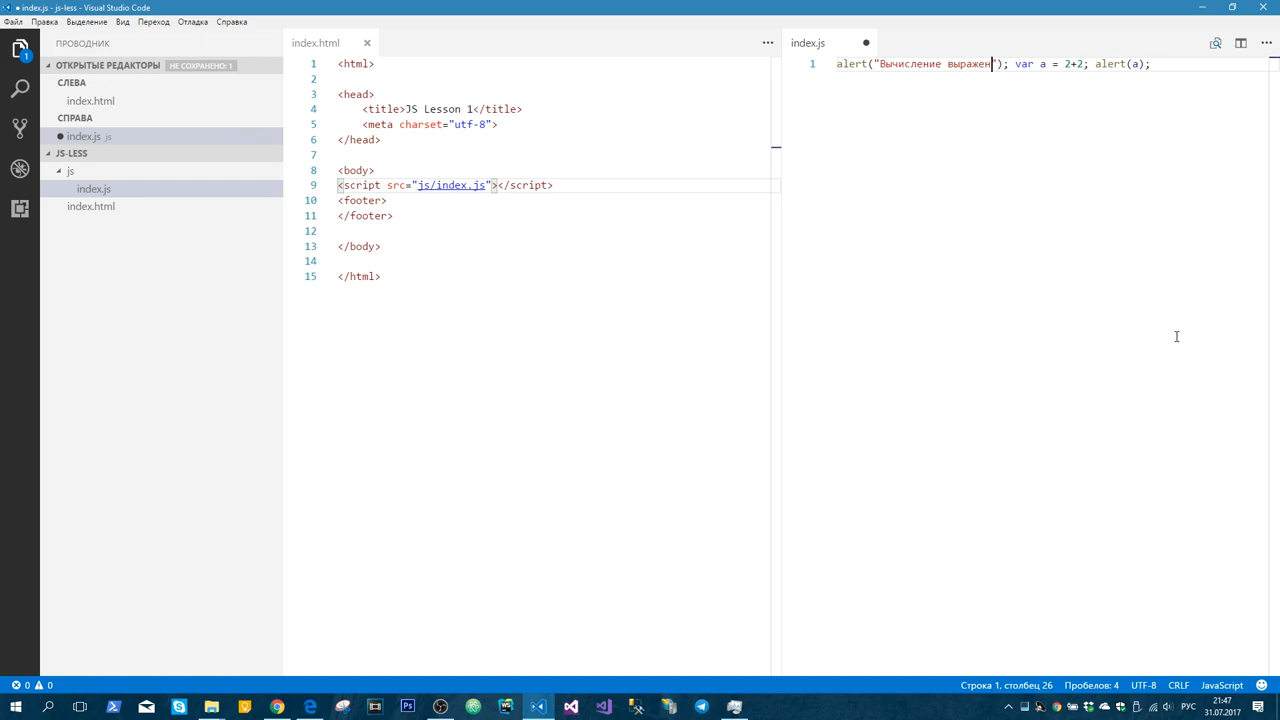 ● index.js - js-less - Visual Studio Code
Файл Правка Выделение Вид Переход Отладка Справка
ПРОВОДНИК
ОТКРЫТЫЕ РЕДАКТОРЫ НЕ СОХРАНЕНО: 1
СЛЕВА
index.html
СПРАВА
index.js js
JS-LESS
js
index.js
index.html
1
index.html
1 <html>
2
3 <head>
4 <title>JS Lesson 1</title>
5 <meta charset="utf-8">
6 </head>
7
8 <body>
9 <script src="js/index.js"></script>
10 <footer>
11 </footer>
12
13 </body>
14
15 </html>
index.js
1 alert("Вычисление выражен"); var a = 2+2; alert(a);
0 0
Строка 1, столбец 26 Пробелов: 4 UTF-8 CRLF JavaScript
Ps
WS
РУС
21:47
31.07.2017